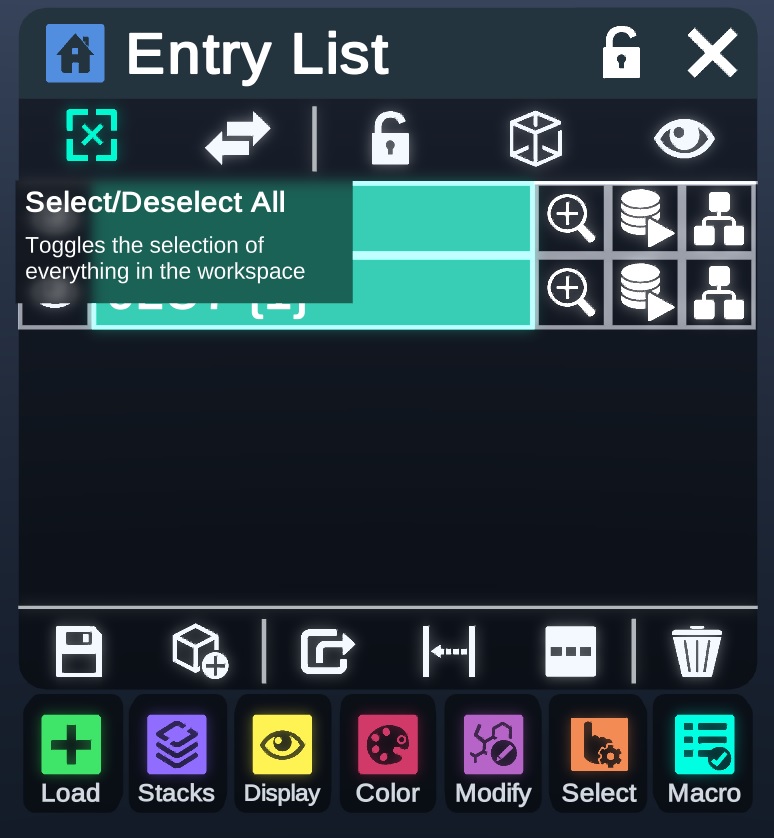 Entry List
Select/Deselect All
Toggles the selection of
everything in the workspace
Load
Stacks
Display
Color
Modify
Select
Macro